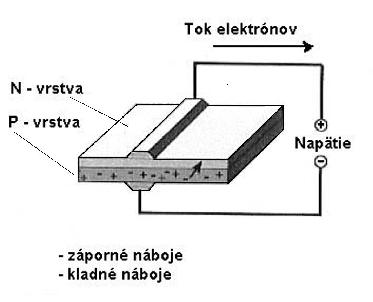 Tok elektrónov
N - vrstva
P - vrstva
+
Napätie
-
+ - + - + - + - + - + - +
- záporné náboje
- kladné náboje